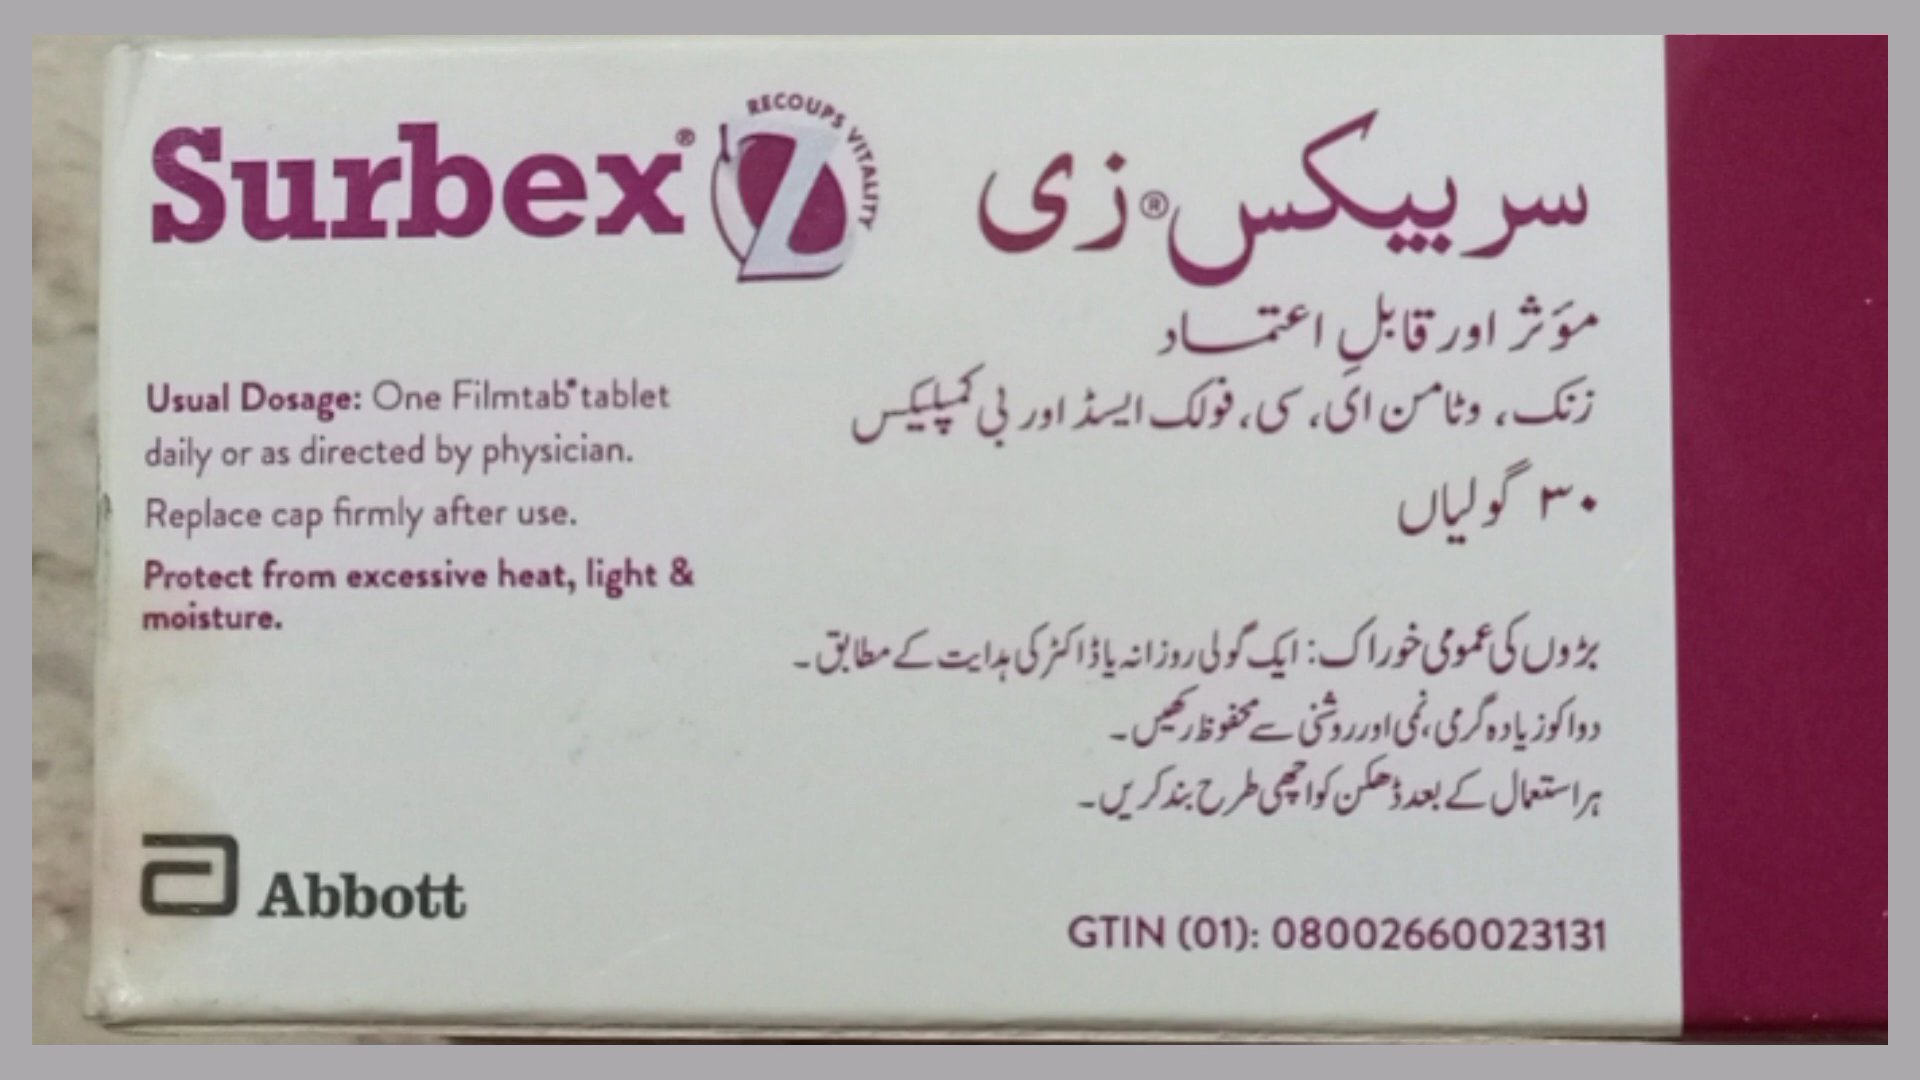 Surbex® Z
RECOUPS VITALITY
Usual Dosage: One Filmtab® tablet
daily or as directed by physician.
Replace cap firmly after use.
Protect from excessive heat, light &
moisture.
Abbott
سربیکس® زی
مؤثر اور قابلِ اعتماد
زنک، وٹامن ای، سی، فولک ایسڈ اور بی کمپلیکس
۳۰ گولیاں
بڑوں کی عمومی خوراک: ایک گولی روزانہ یا ڈاکٹر کی ہدایت کے مطابق۔
دوا کو زیادہ گرمی، نمی اور روشنی سے محفوظ رکھیں۔
ہر استعمال کے بعد ڈھکن کو اچھی طرح بند کریں۔
GTIN (01): 08002660023131